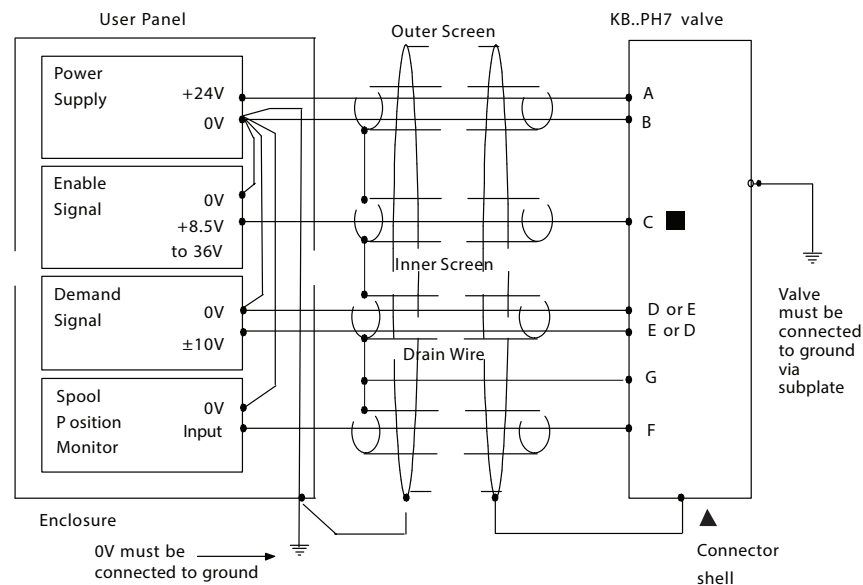 User Panel
Outer Screen
KB..PH7 valve
Power
Supply
+24V
0V
A
B
Enable
Signal
0V
+8.5V
to 36V
C
Inner Screen
Demand
Signal
0V
±10V
D or E
E or D
Drain Wire
G
Spool
Position
Monitor
0V
Input
F
Valve
must be
connected
to ground
via
subplate
Enclosure
0V must be
connected to ground
Connector
shell